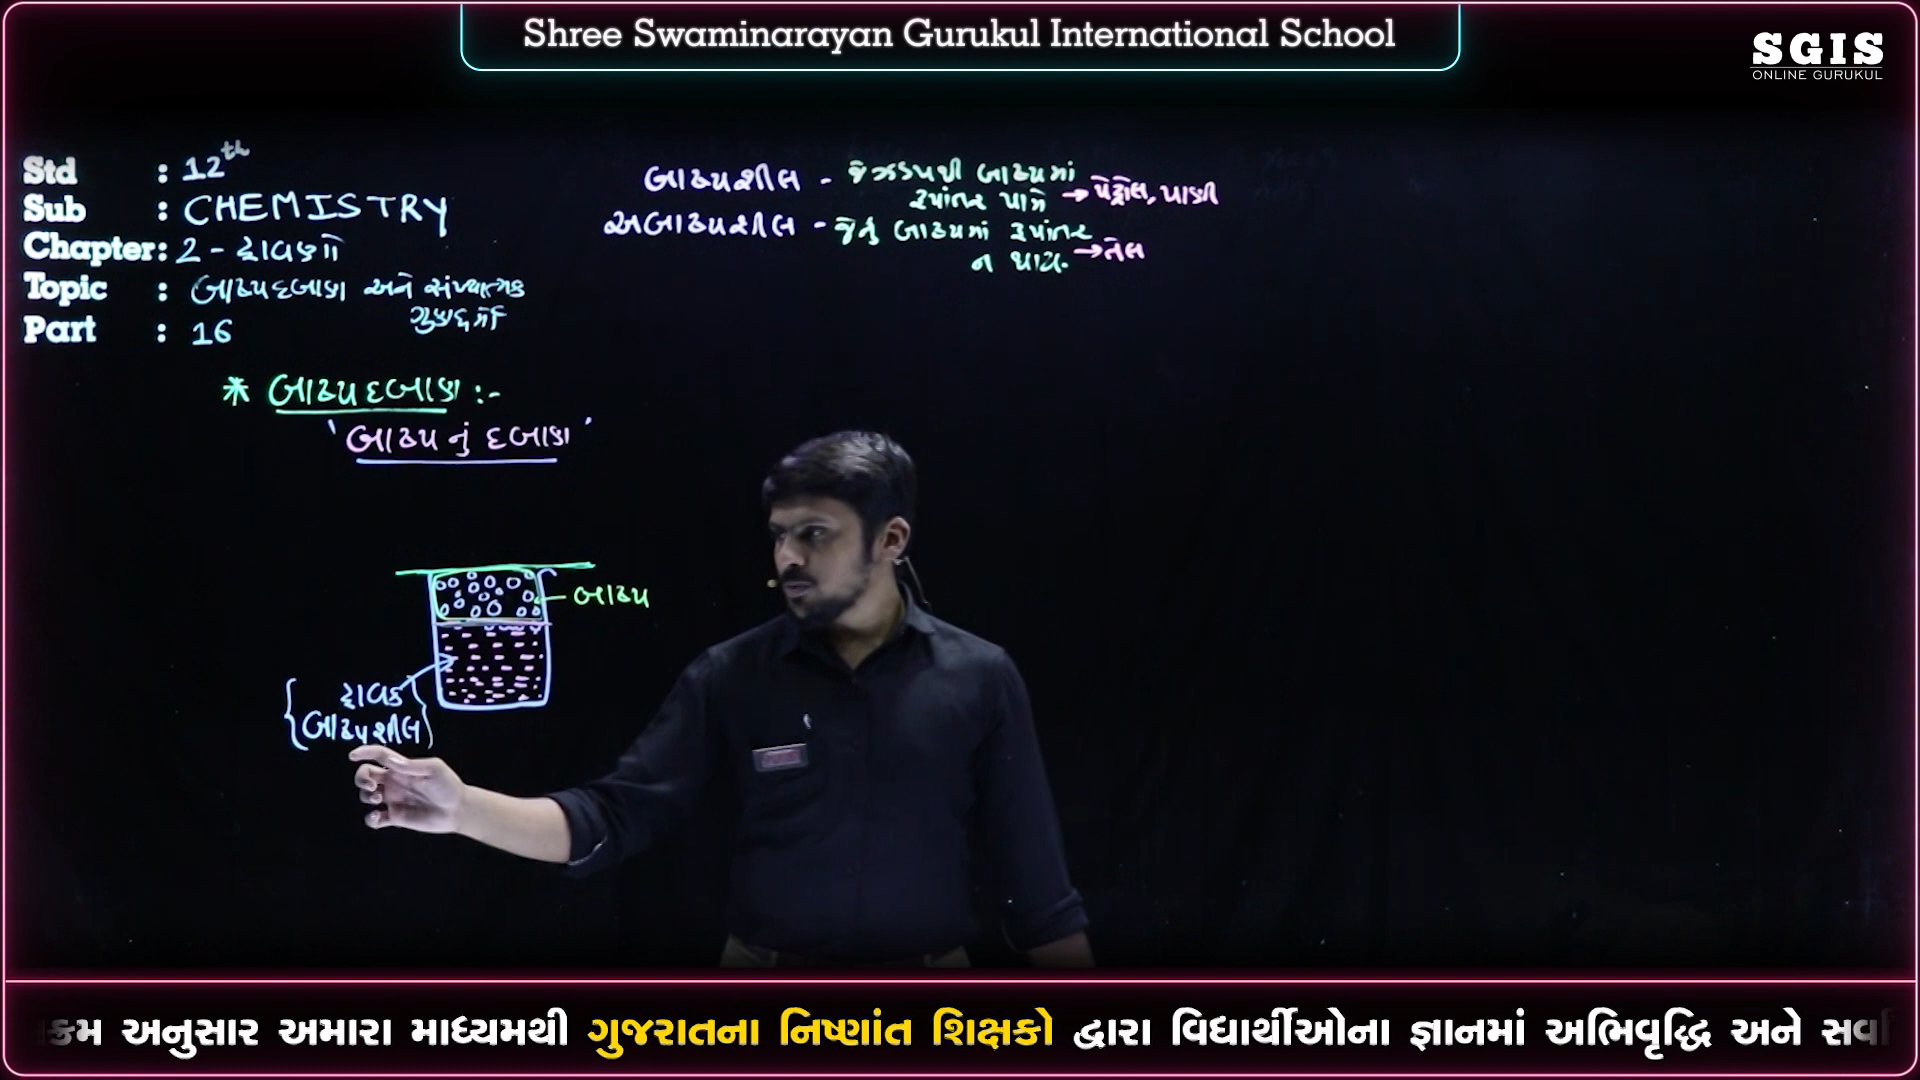 Shree Swaminarayan Gurukul International School
SGIS
ONLINE GURUKUL
Std : 12th
Sub : CHEMISTRY
Chapter: 2 - દ્રાવણો
Topic : બાષ્પદબાણ અને સંખ્યાત્મક
ગુણધર્મો
Part : 16
બાષ્પશીલ - જે ઝડપથી બાષ્પમાં
રૂપાંતર પામે → પેટ્રોલ, પાણી
અબાષ્પશીલ - જેનું બાષ્પમાં રૂપાંતર
ન થાય. → તેલ
* બાષ્પદબાણ :-
'બાષ્પનું દબાણ'
બાષ્પ
દ્રાવક
{બાષ્પશીલ}
ક્રમ અનુસાર અમારા માધ્યમથી ગુજરાતના નિષ્ણાંત શિક્ષકો દ્વારા વિદ્યાર્થીઓના જ્ઞાનમાં અભિવૃદ્ધિ અને